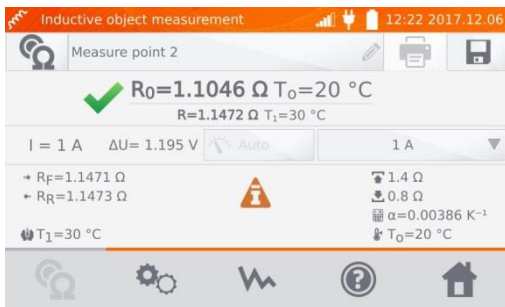 Inductive object measurement 12:22 2017.12.06
Measure point 2
R0=1.1046 Ω To=20 °C
R=1.1472 Ω T1=30 °C
I = 1 A ΔU= 1.195 V Auto 1 A
RF=1.1471 Ω 1.4 Ω
RR=1.1473 Ω 0.8 Ω
α=0.00386 K⁻¹
T1=30 °C To=20 °C